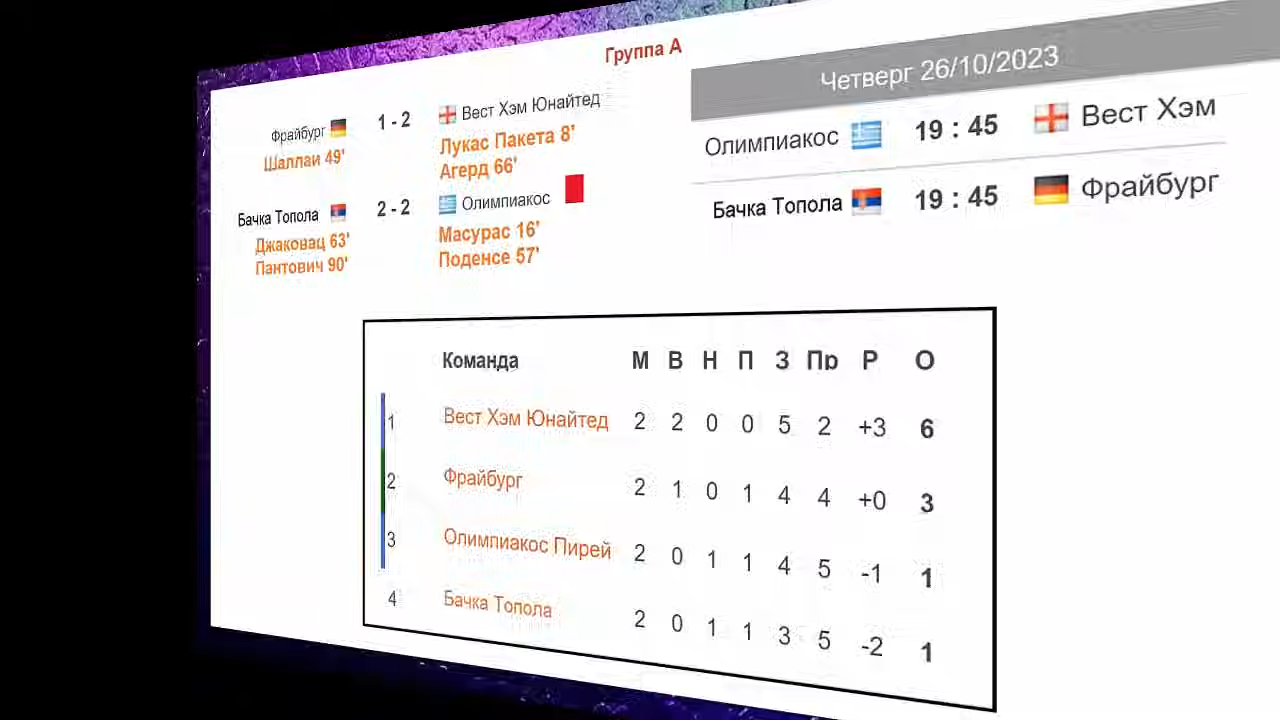 Группа А
Фрайбург 1 - 2 Вест Хэм Юнайтед
Шаллаи 49' Лукас Пакета 8'
Агерд 66'
Бачка Топола 2 - 2 Олимпиакос
Джаковац 63' Масурас 16'
Пантович 90' Поденсе 57'
Четверг 26/10/2023
Олимпиакос 19 : 45 Вест Хэм
Бачка Топола 19 : 45 Фрайбург
Команда М В Н П З Пр Р О
1 Вест Хэм Юнайтед 2 2 0 0 5 2 +3 6
2 Фрайбург 2 1 0 1 4 4 +0 3
3 Олимпиакос Пирей 2 0 1 1 4 5 -1 1
4 Бачка Топола 2 0 1 1 3 5 -2 1